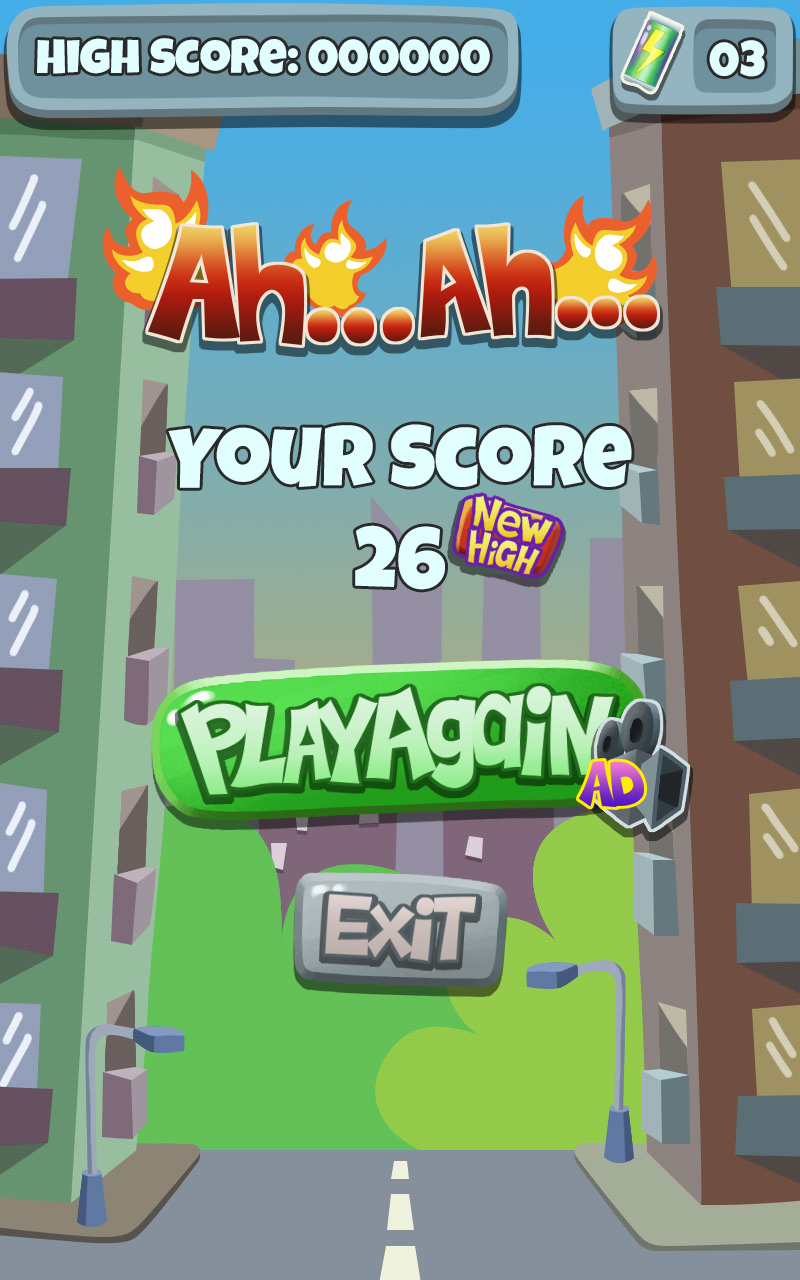 HIGH SCORE: 000000
03
Ah...Ah...
YOUR SCORE
26
New HIGH
PLAYAgaiN
AD
EXiT